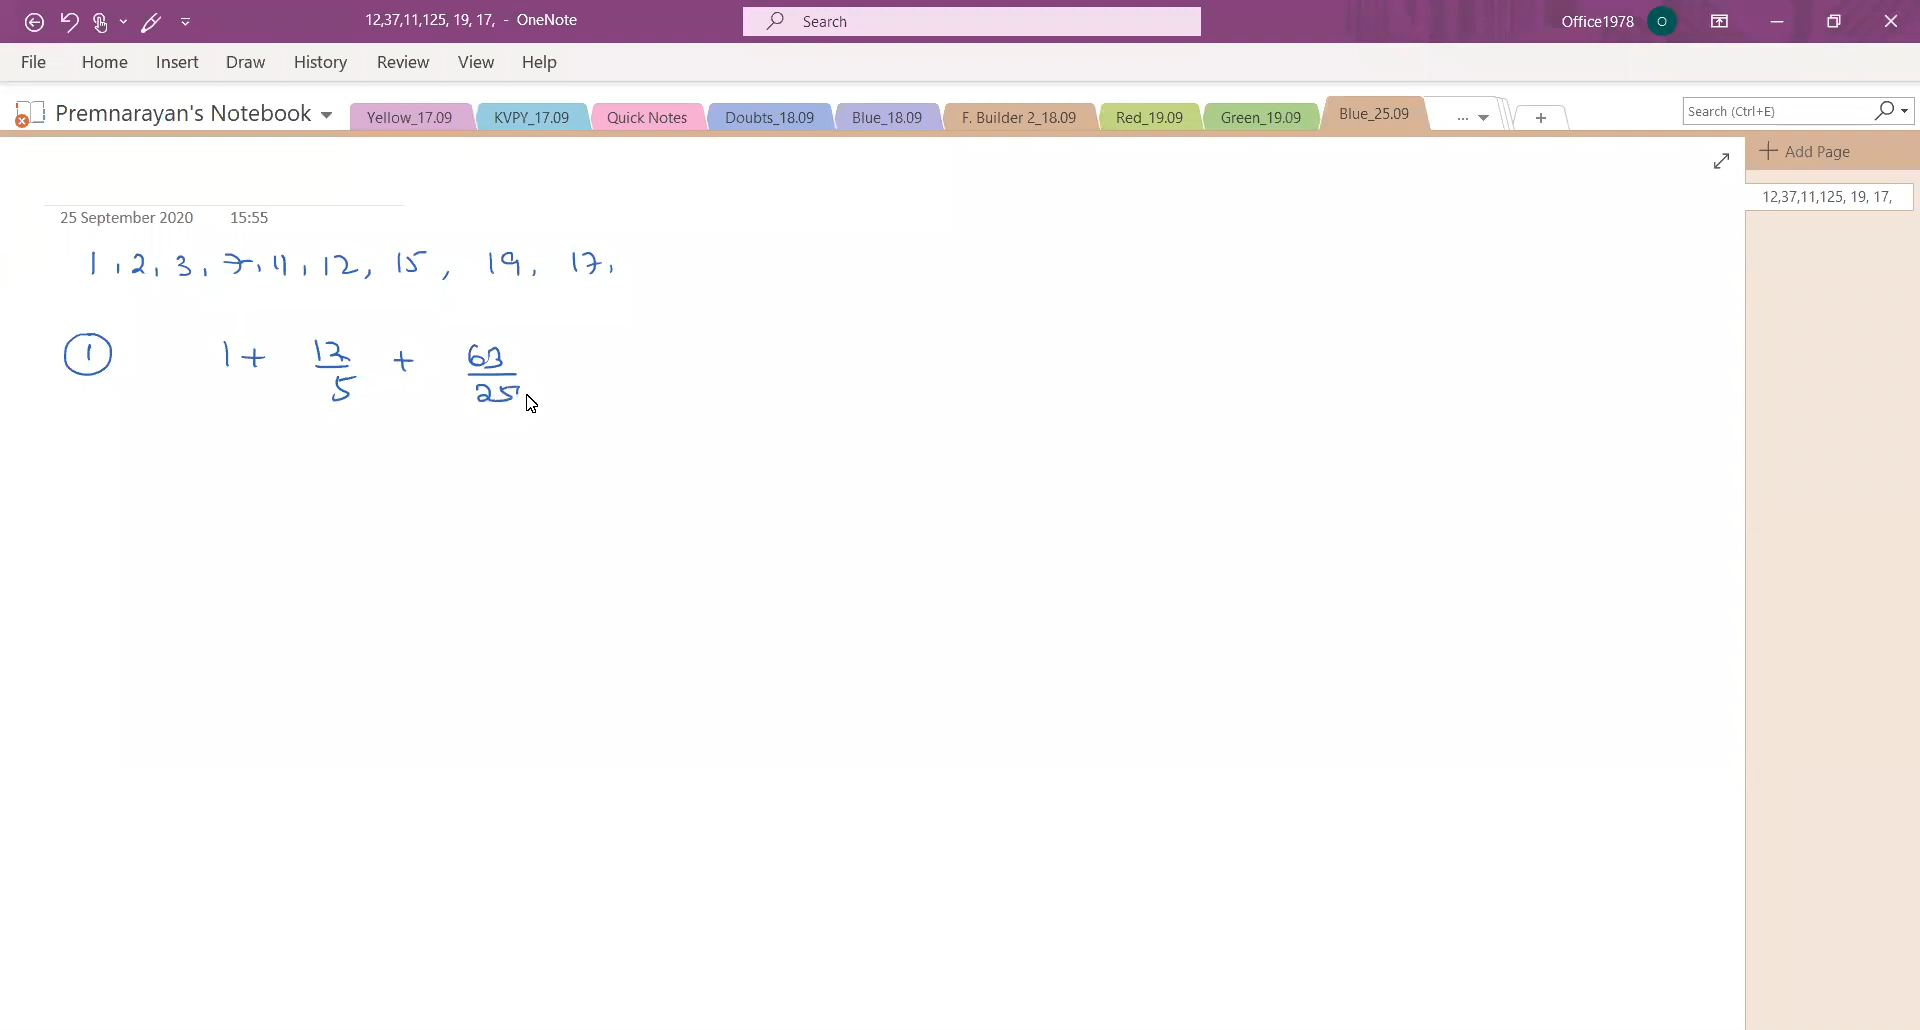 12,37,11,125, 19, 17, - OneNote
Search
Office1978
O
File Home Insert Draw History Review View Help
Premnarayan's Notebook
Yellow_17.09 KVPY_17.09 Quick Notes Doubts_18.09 Blue_18.09 F. Builder 2_18.09 Red_19.09 Green_19.09 Blue_25.09 ...
Search (Ctrl+E)
Add Page
12,37,11,125, 19, 17,
25 September 2020 15:55
1, 2, 3, 7, 11, 12, 15, 19, 17,
① 1 + 12/5 + 63/25